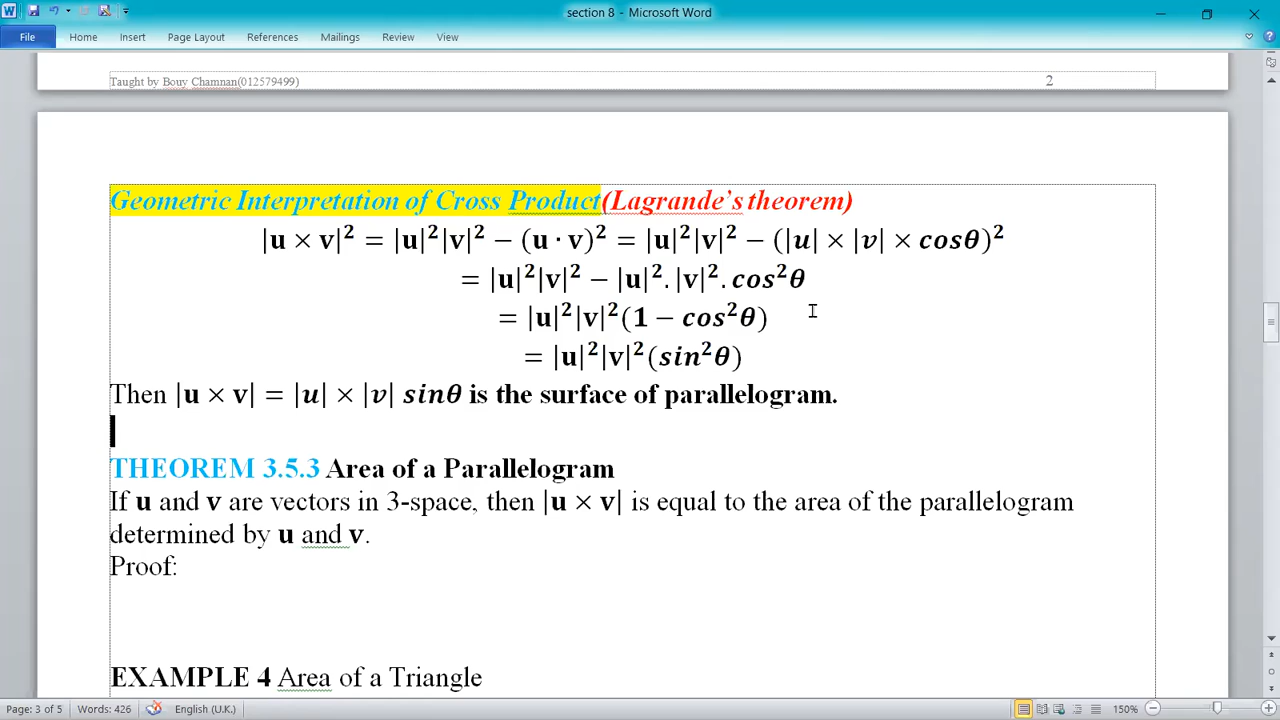 section 8 - Microsoft Word
File Home Insert Page Layout References Mailings Review View
Taught by Bouy Chamnan(012579499) 2
Geometric Interpretation of Cross Product(Lagrande's theorem)
|u × v|² = |u|²|v|² − (u · v)² = |u|²|v|² − (|u| × |v| × cosθ)²
= |u|²|v|² − |u|².|v|².cos²θ
= |u|²|v|²(1 − cos²θ)
= |u|²|v|²(sin²θ)
Then |u × v| = |u| × |v| sinθ is the surface of parallelogram.
THEOREM 3.5.3 Area of a Parallelogram
If u and v are vectors in 3-space, then |u × v| is equal to the area of the parallelogram
determined by u and v.
Proof:
EXAMPLE 4 Area of a Triangle
Page: 3 of 5 Words: 426 English (U.K.) 150%